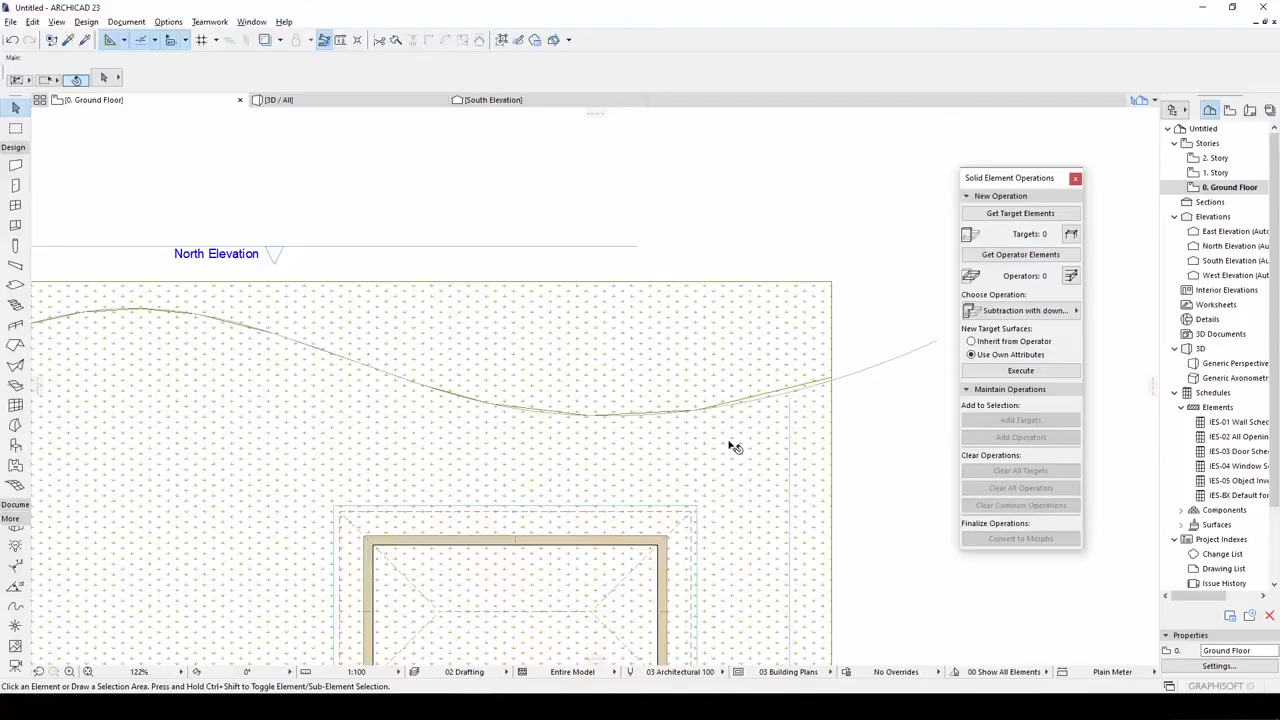 Untitled - ARCHICAD 23
File Edit View Design Document Options Teamwork Window Help
Main:
[0. Ground Floor]
[3D / All]
[South Elevation]
Design
Docume
More
North Elevation
Solid Element Operations
New Operation
Get Target Elements
Targets: 0
Get Operator Elements
Operators: 0
Choose Operation:
Subtraction with down...
New Target Surfaces:
Inherit from Operator
Use Own Attributes
Execute
Maintain Operations
Add to Selection:
Add Targets
Add Operators
Clear Operations:
Clear All Targets
Clear All Operators
Clear Common Operations
Finalize Operations:
Convert to Morphs
Untitled
Stories
2. Story
1. Story
0. Ground Floor
Sections
Elevations
East Elevation (Aut
North Elevation (Au
South Elevation (Au
West Elevation (Aut
Interior Elevations
Worksheets
Details
3D Documents
3D
Generic Perspective
Generic Axonometr
Schedules
Elements
IES-01 Wall Sched
IES-02 All Opening
IES-03 Door Sche
IES-04 Window S
IES-05 Object Inve
IES-BX Default for
Components
Surfaces
Project Indexes
Change List
Drawing List
Issue History
Properties
0. Ground Floor
Settings...
122% 0° 1:100 02 Drafting Entire Model 03 Architectural 100 03 Building Plans No Overrides 00 Show All Elements Plain Meter
Click an Element or Draw a Selection Area. Press and Hold Ctrl+Shift to Toggle Element/Sub-Element Selection.
GRAPHISOFT ID